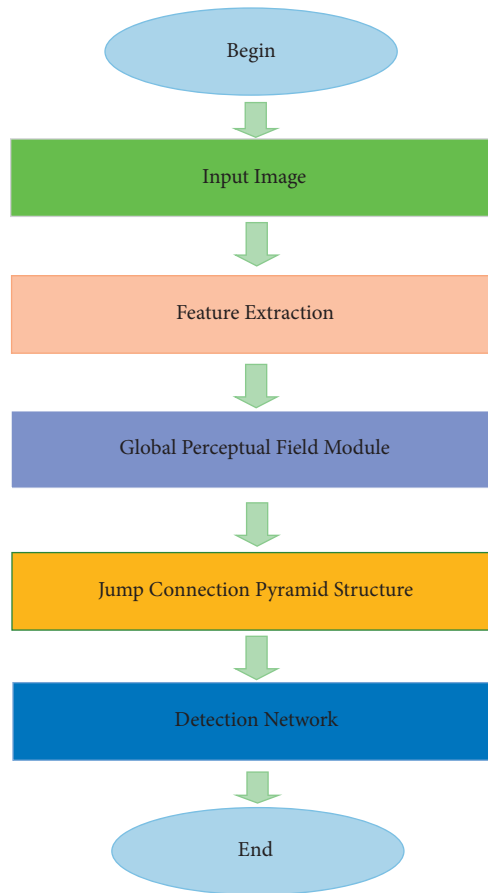 Begin
Input Image
Feature Extraction
Global Perceptual Field Module
Jump Connection Pyramid Structure
Detection Network
End